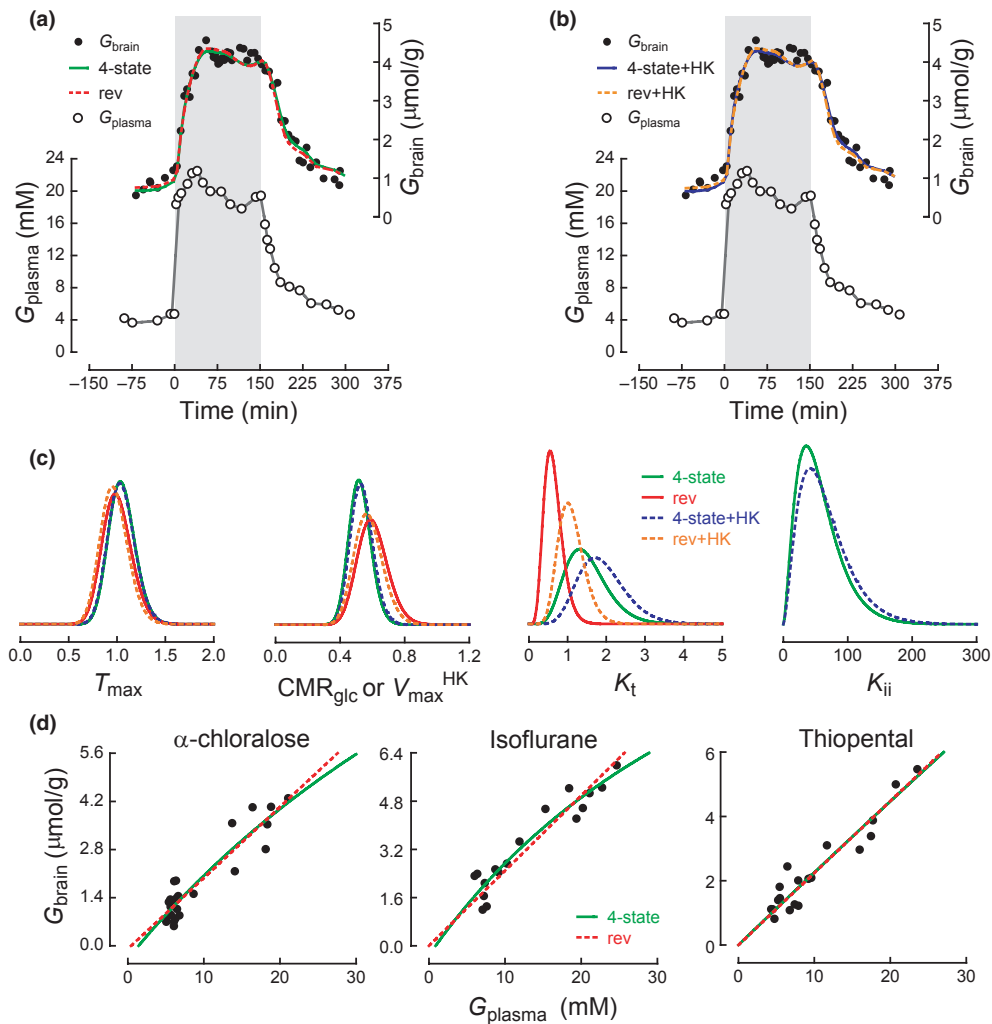 (a)
G_brain
4-state
rev
G_plasma
24
20
16
12
8
4
0
G_plasma (mM)
5
4
3
2
1
0
G_brain (μmol/g)
−150 −75 0 75 150 225 300 375
Time (min)
(b)
G_brain
4-state+HK
rev+HK
G_plasma
24
20
16
12
8
4
0
G_plasma (mM)
5
4
3
2
1
0
G_brain (μmol/g)
−150 −75 0 75 150 225 300 375
Time (min)
(c)
4-state
rev
4-state+HK
rev+HK
0.0 0.5 1.0 1.5 2.0
T_max
0.0 0.4 0.8 1.2
CMR_glc or V_max^HK
0 1 2 3 4 5
K_t
0 100 200 300
K_ii
(d)
α-chloralose
5.6
4.2
2.8
1.4
0.0
G_brain (μmol/g)
0 10 20 30
Isoflurane
6.4
4.8
3.2
1.6
0.0
4-state
rev
0 10 20 30
Thiopental
6
4
2
0
0 10 20 30
G_plasma (mM)